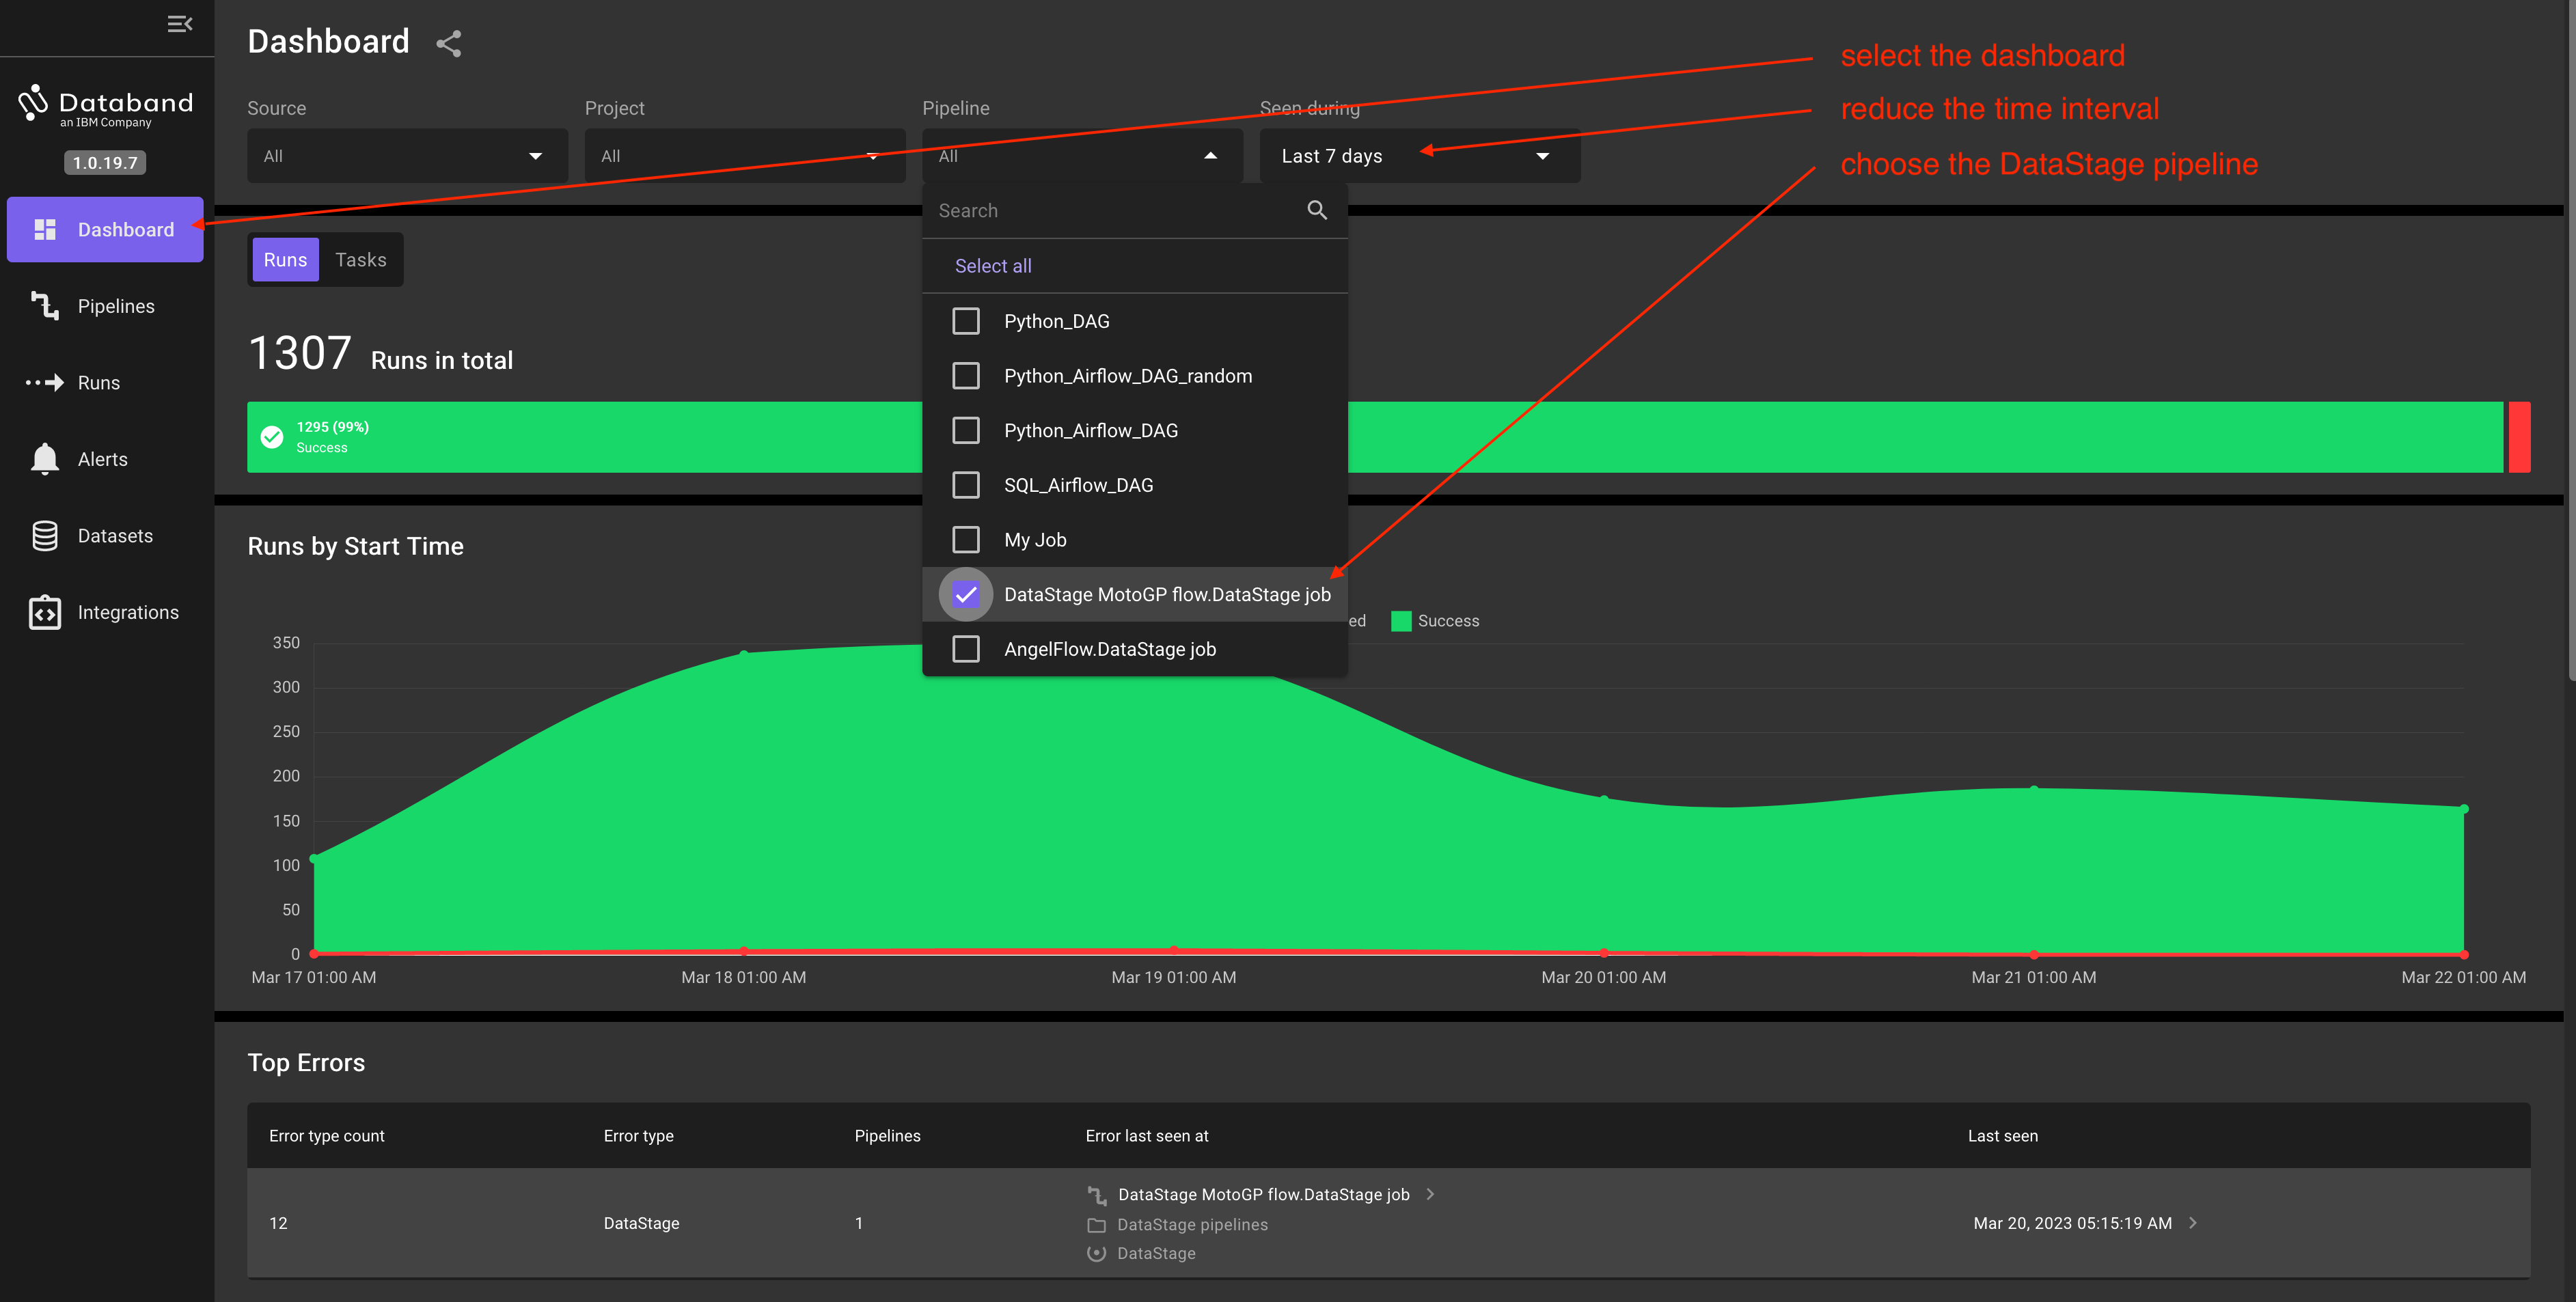 Dashboard
select the dashboard
reduce the time interval
choose the DataStage pipeline
Databand
an IBM Company
1.0.19.7
Dashboard
Pipelines
Runs
Alerts
Datasets
Integrations
Source
Project
Pipeline
Seen during
All
All
All
Last 7 days
Search
Select all
Python_DAG
Python_Airflow_DAG_random
Python_Airflow_DAG
SQL_Airflow_DAG
My Job
DataStage MotoGP flow.DataStage job
AngelFlow.DataStage job
Runs Tasks
1307 Runs in total
1295 (99%)
Success
Runs by Start Time
ed Success
350
300
250
200
150
100
50
0
Mar 17 01:00 AM Mar 18 01:00 AM Mar 19 01:00 AM Mar 20 01:00 AM Mar 21 01:00 AM Mar 22 01:00 AM
Top Errors
Error type count Error type Pipelines Error last seen at Last seen
12 DataStage 1 DataStage MotoGP flow.DataStage job Mar 20, 2023 05:15:19 AM
DataStage pipelines
DataStage